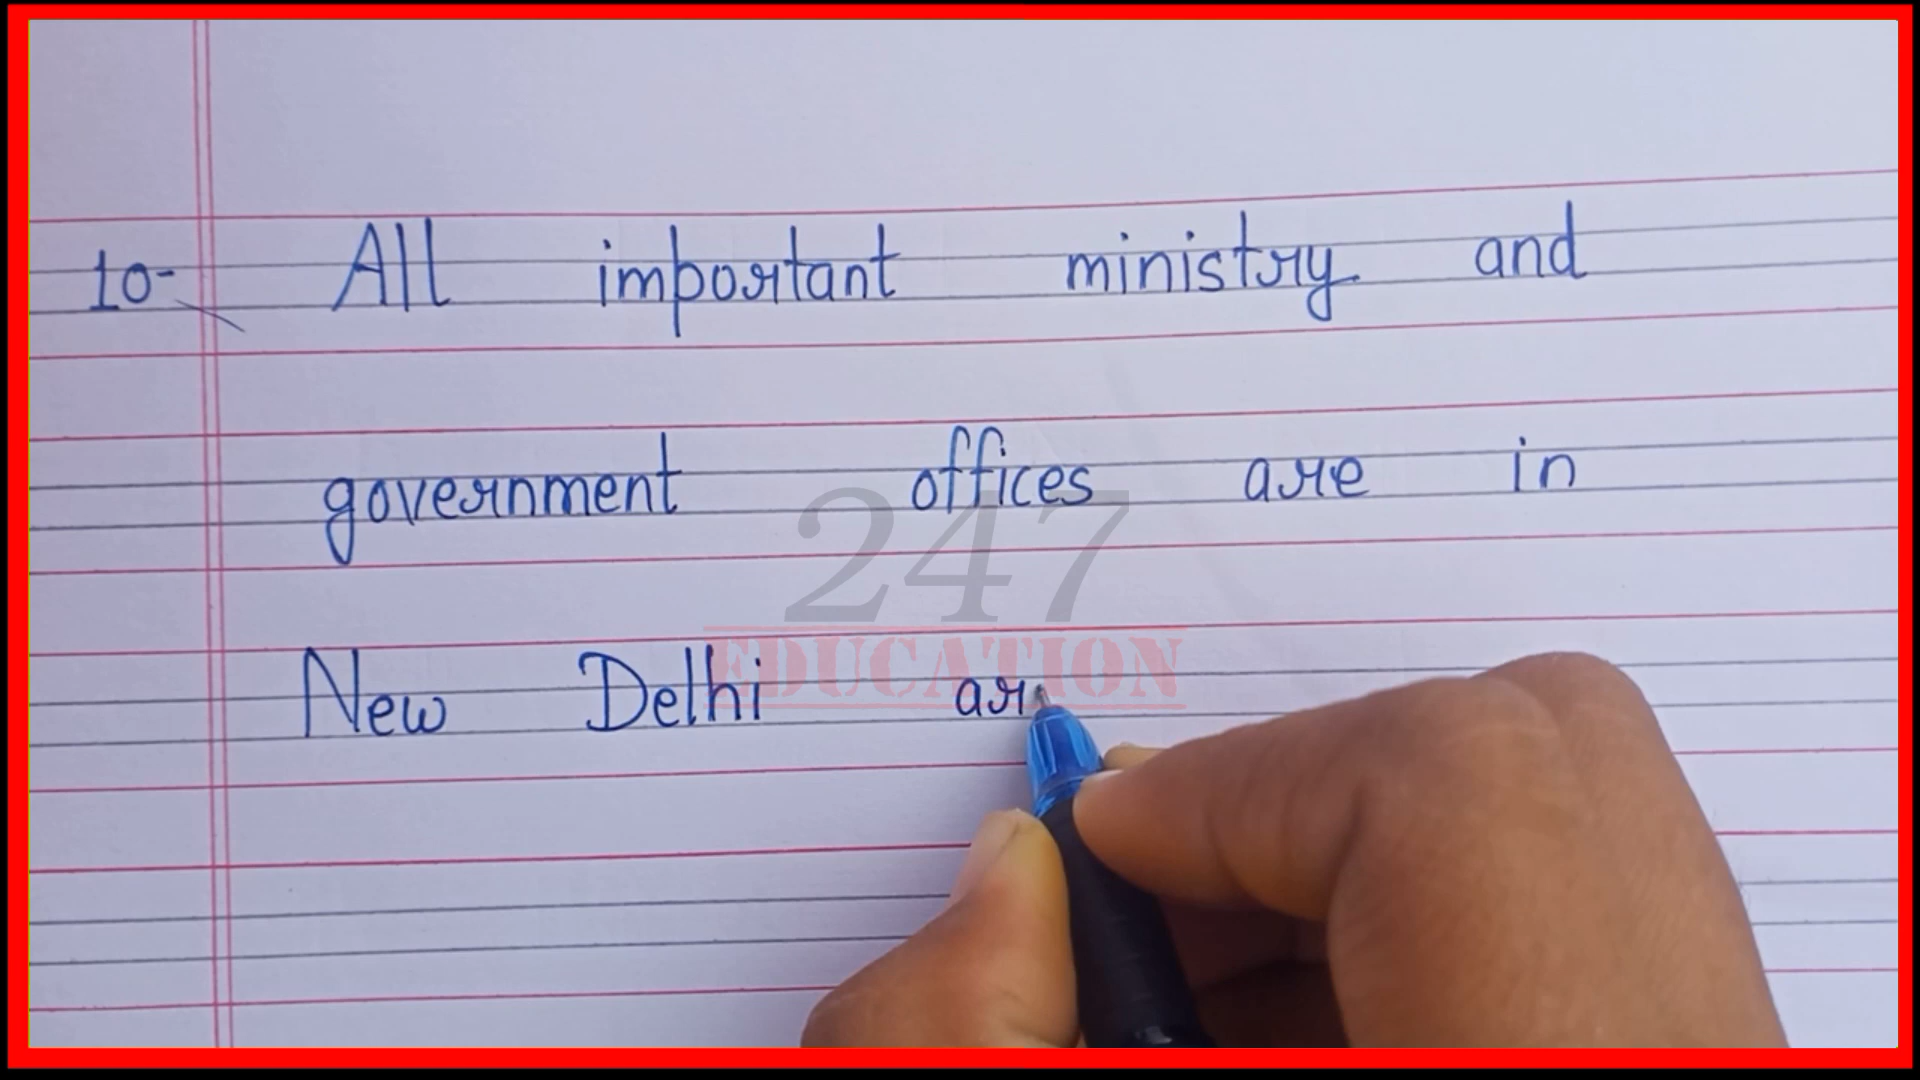 10- All important ministry and
government offices are in
New Delhi ar
247
EDUCATION